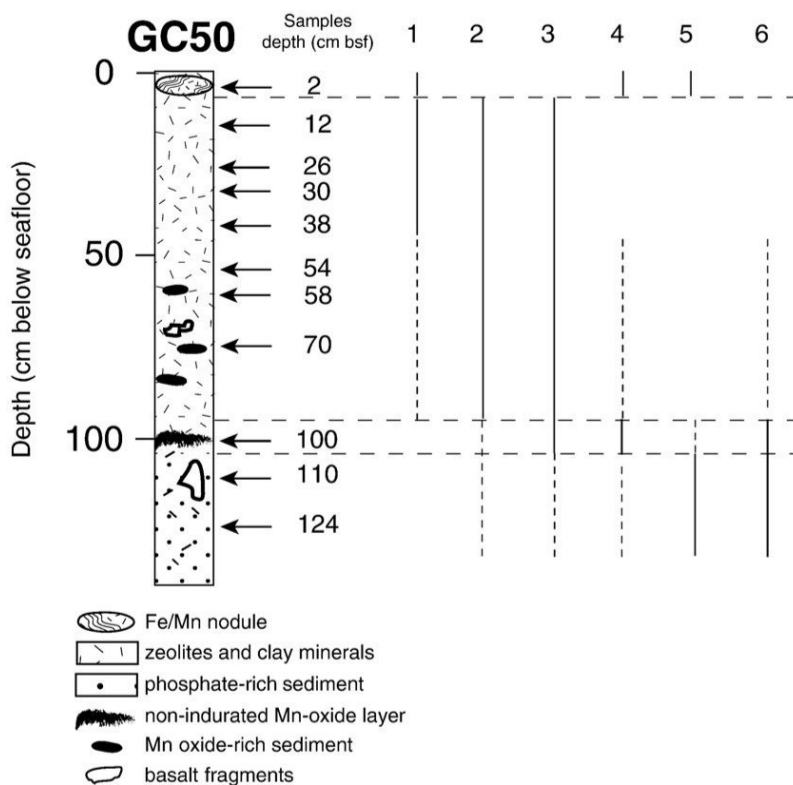 GC50
Samples
depth (cm bsf)
1 2 3 4 5 6
0
2
12
26
30
38
50
54
58
70
100
100
110
124
Depth (cm below seafloor)
Fe/Mn nodule
zeolites and clay minerals
phosphate-rich sediment
non-indurated Mn-oxide layer
Mn oxide-rich sediment
basalt fragments